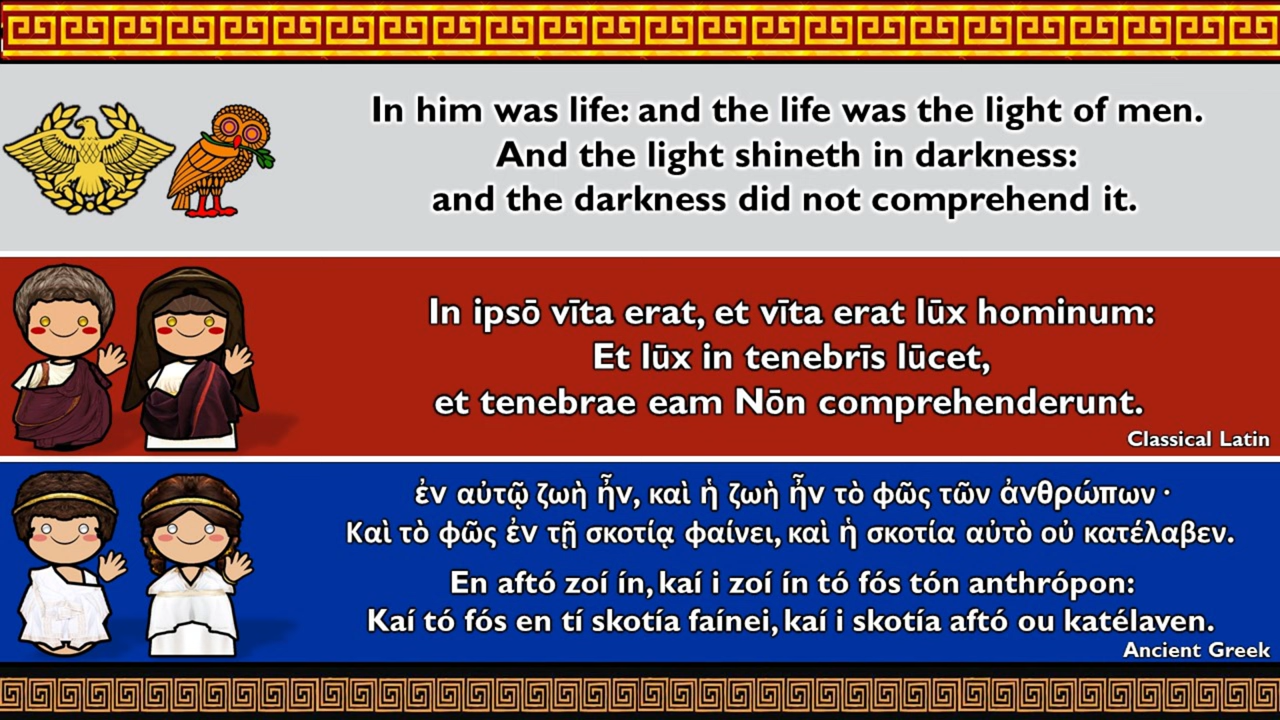 In him was life: and the life was the light of men.
And the light shineth in darkness:
and the darkness did not comprehend it.
In ipsō vīta erat, et vīta erat lūx hominum:
Et lūx in tenebrīs lūcet,
et tenebrae eam Nōn comprehenderunt.
Classical Latin
ἐν αὐτῷ ζωὴ ἦν, καὶ ἡ ζωὴ ἦν τὸ φῶς τῶν ἀνθρώπων ·
Καὶ τὸ φῶς ἐν τῇ σκοτίᾳ φαίνει, καὶ ἡ σκοτία αὐτὸ οὐ κατέλαβεν.
En aftó zoí ín, kaí i zoí ín tó fós tón anthrópon:
Kaí tó fós en tí skotía faínei, kaí i skotía aftó ou katélaven.
Ancient Greek